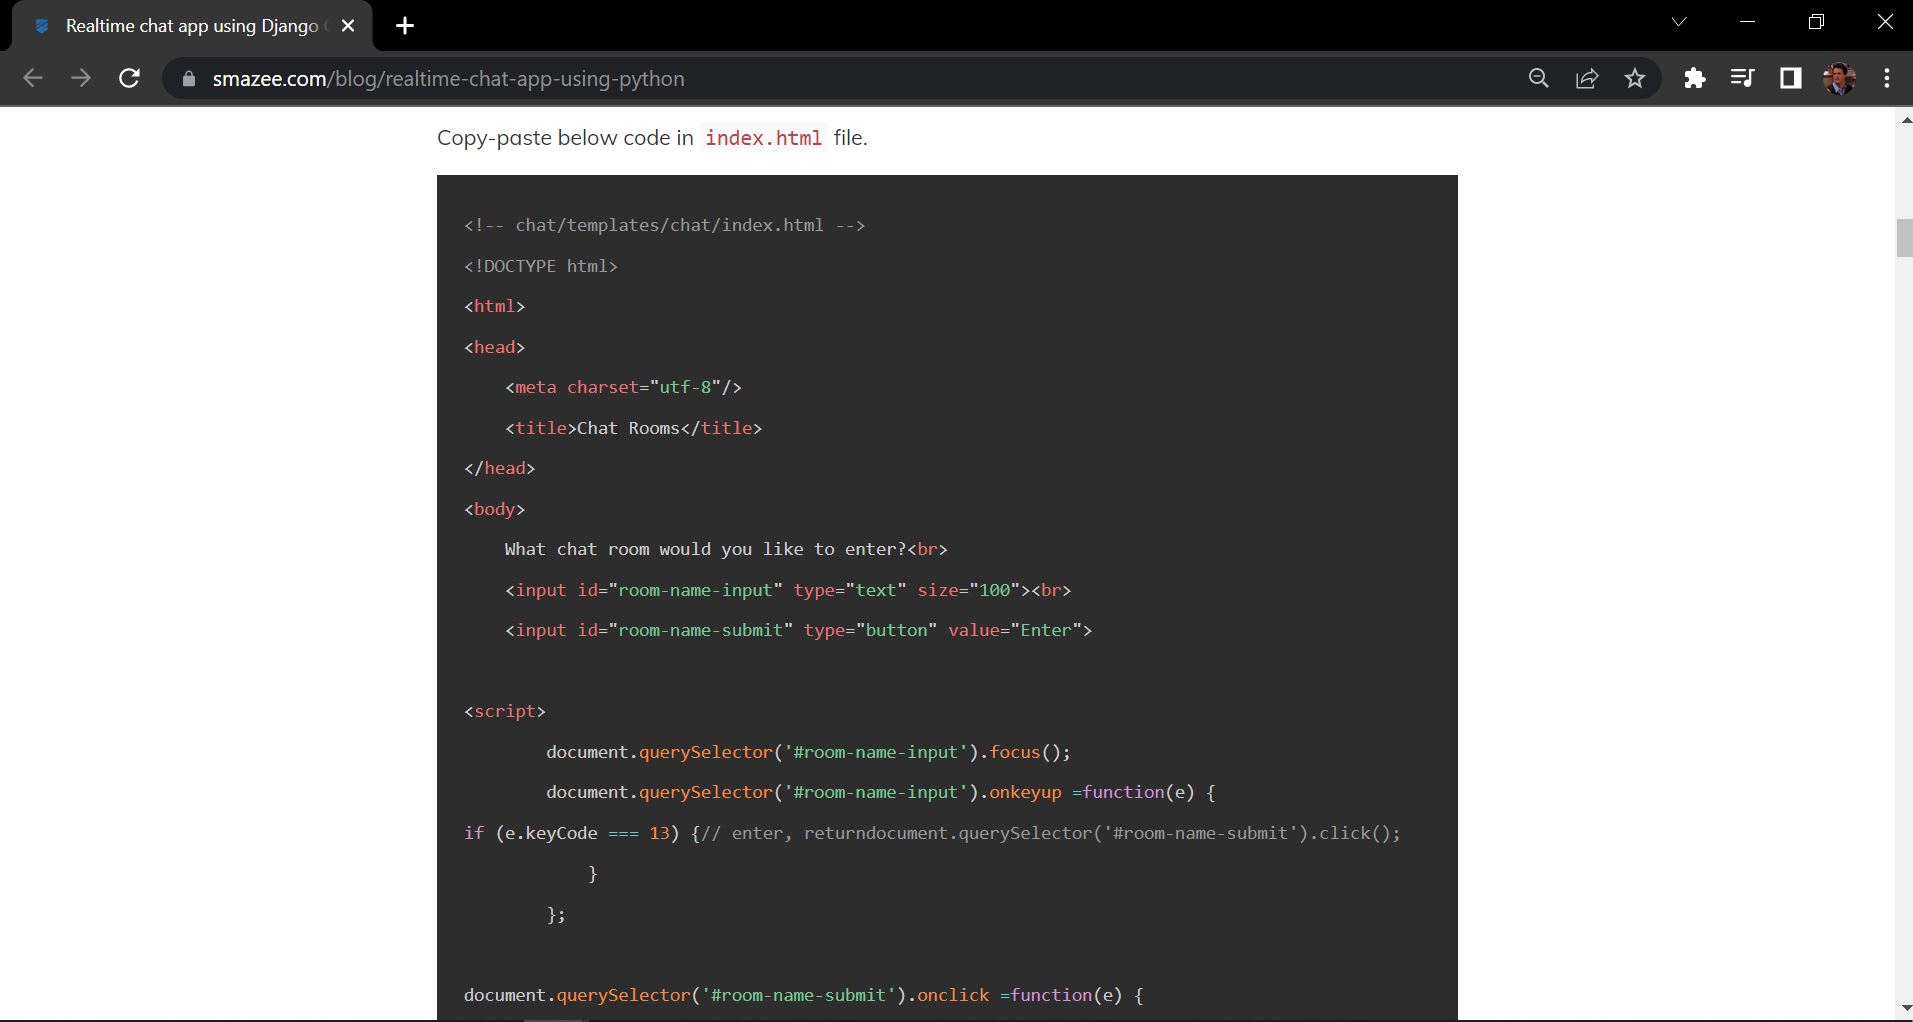 Realtime chat app using Django
smazee.com/blog/realtime-chat-app-using-python
Copy-paste below code in index.html file.
<!-- chat/templates/chat/index.html -->
<!DOCTYPE html>
<html>
<head>
    <meta charset="utf-8"/>
    <title>Chat Rooms</title>
</head>
<body>
    What chat room would you like to enter?<br>
    <input id="room-name-input" type="text" size="100"><br>
    <input id="room-name-submit" type="button" value="Enter">
<script>
        document.querySelector('#room-name-input').focus();
        document.querySelector('#room-name-input').onkeyup =function(e) {
if (e.keyCode === 13) {// enter, returndocument.querySelector('#room-name-submit').click();
            }
        };
document.querySelector('#room-name-submit').onclick =function(e) {